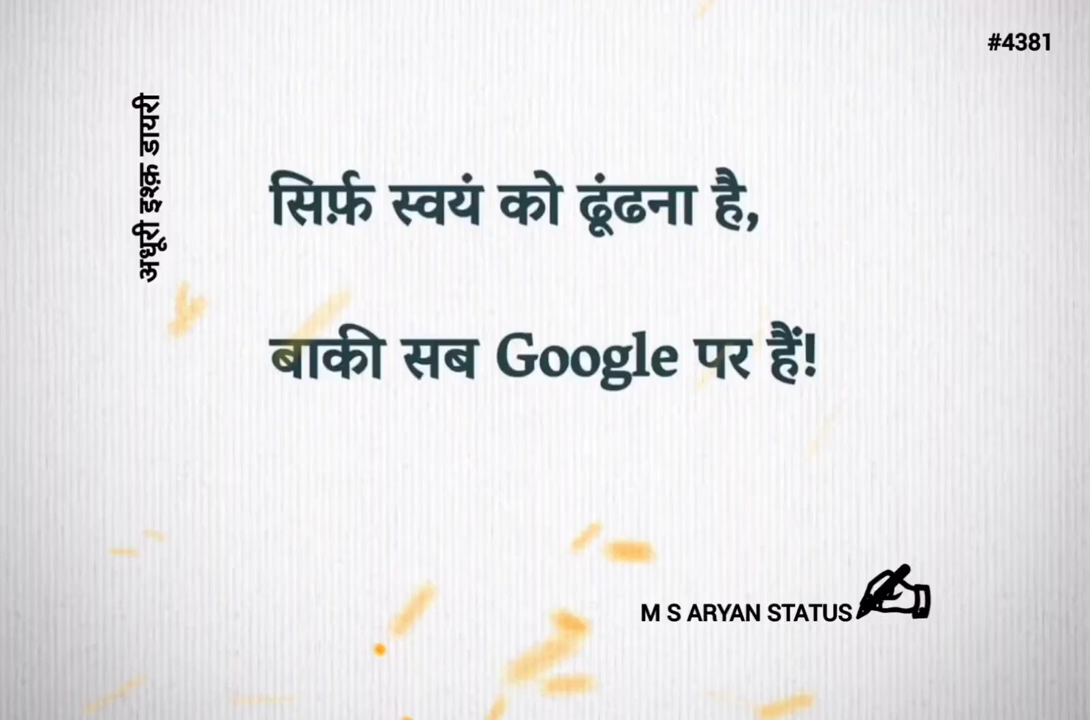 #4381
अधूरी इश्क़ डायरी
सिर्फ़ स्वयं को ढूंढना है,
बाकी सब Google पर हैं!
M S ARYAN STATUS